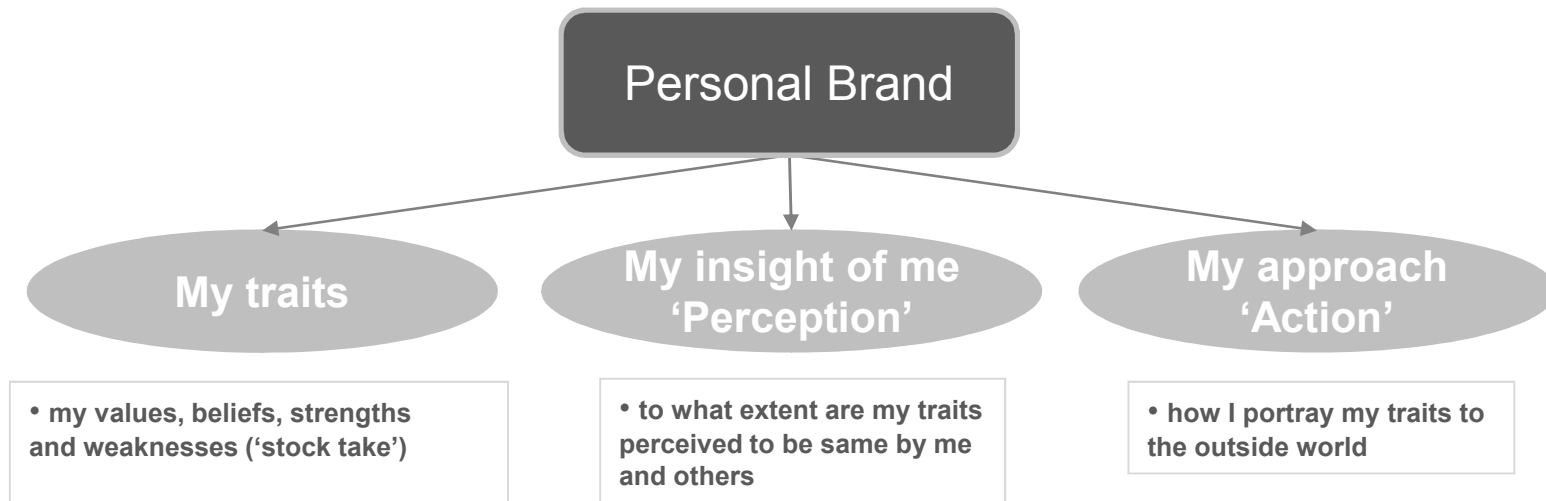 Personal Brand
My traits
My insight of me
‘Perception’
My approach
‘Action’
• my values, beliefs, strengths
and weaknesses (‘stock take’)
• to what extent are my traits
perceived to be same by me
and others
• how I portray my traits to
the outside world